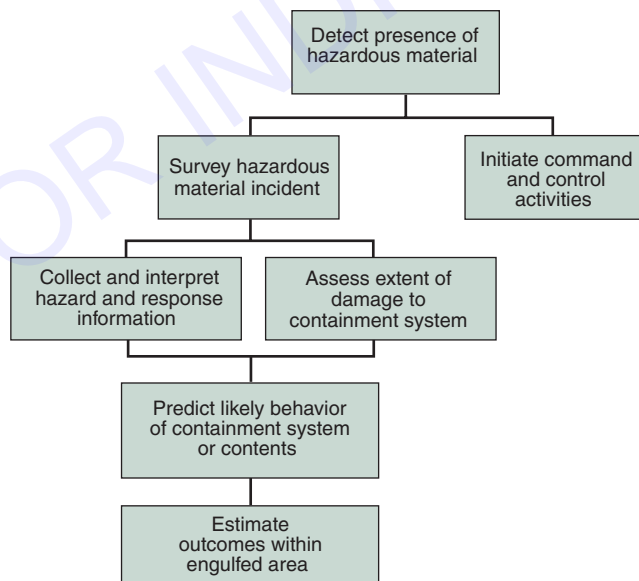 Detect presence of
hazardous material
Survey hazardous
material incident
Initiate command
and control
activities
Collect and interpret
hazard and response
information
Assess extent of
damage to
containment system
Predict likely behavior
of containment system
or contents
Estimate
outcomes within
engulfed area
OR INDI